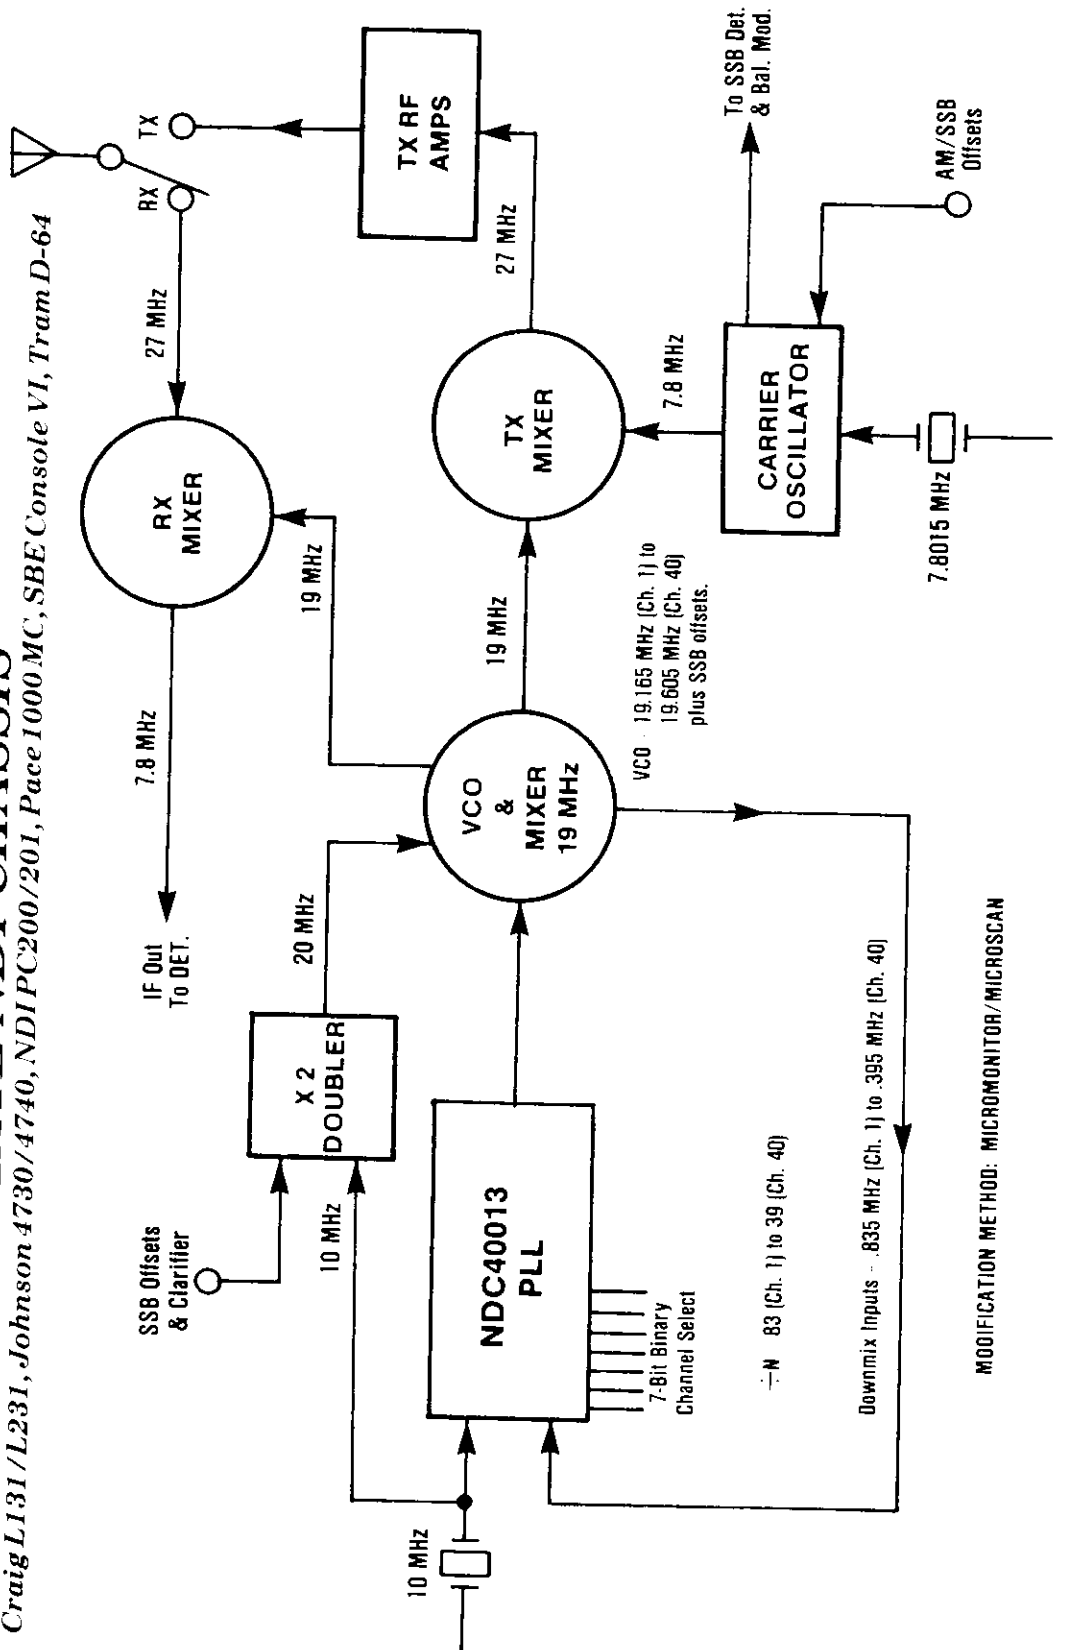 Craig L131/L231, Johnson 4730/4740, NDI PC200/201, Pace 1000MC, SBE Console VI, Tram D-64
RX
TX
27 MHz
RX
MIXER
7.8 MHz
IF Out
To DET.
19 MHz
TX RF
AMPS
27 MHz
TX
MIXER
19 MHz
7.8 MHz
To SSB Det.
& Bal. Mod.
CARRIER
OSCILLATOR
AM/SSB
Offsets
7.8015 MHz
VCO
&
MIXER
19 MHz
VCO - 19.165 MHz (Ch. 1) to
19.605 MHz (Ch. 40)
plus SSB offsets.
20 MHz
X 2
DOUBLER
SSB Offsets
& Clarifier
10 MHz
NDC40013
PLL
7-Bit Binary
Channel Select
10 MHz
÷N 83 (Ch. 1) to 39 (Ch. 40)
Downmix Inputs - .835 MHz (Ch. 1) to .395 MHz (Ch. 40)
MODIFICATION METHOD: MICROMONITOR/MICROSCAN